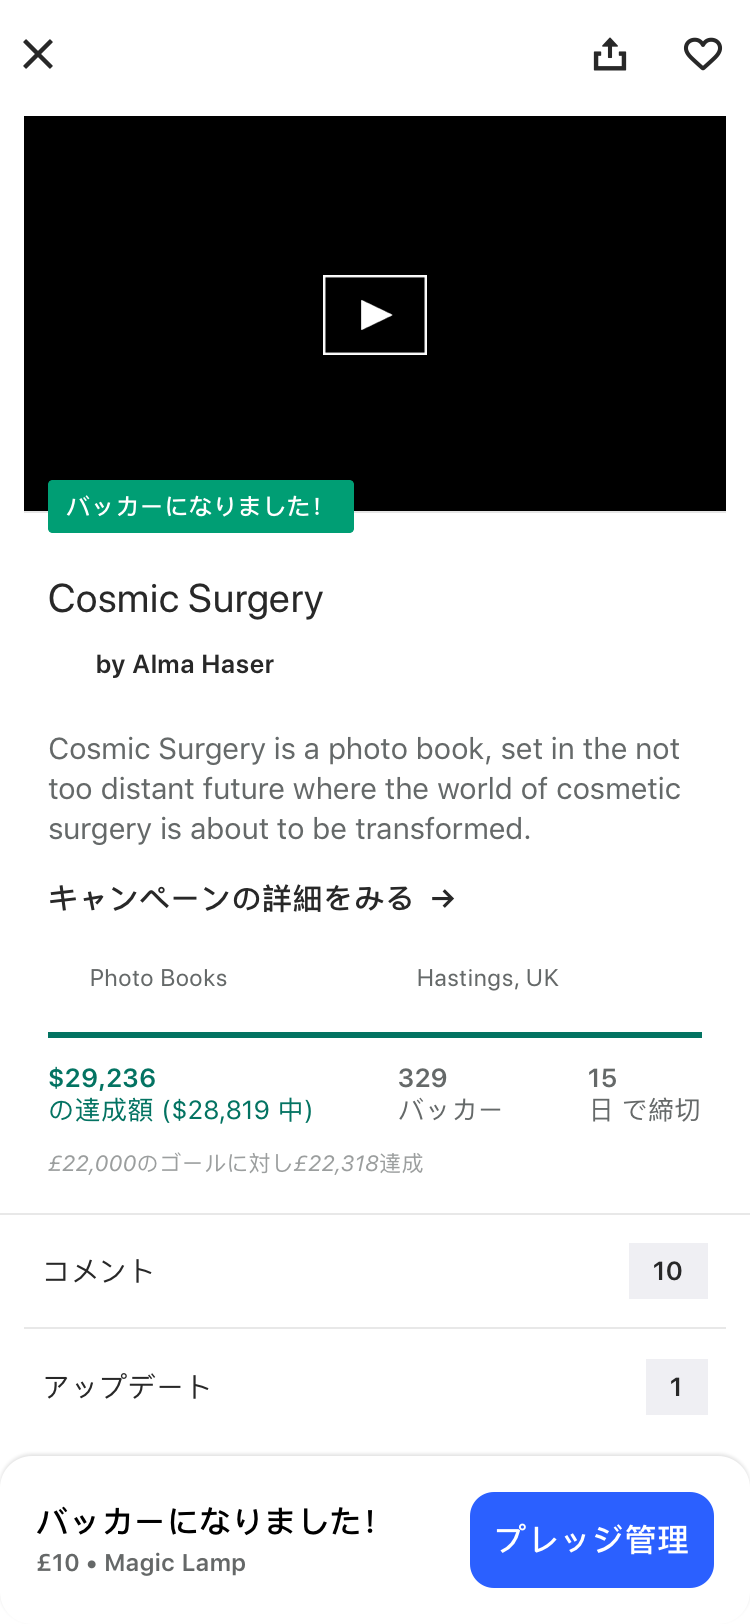 バッカーになりました！
Cosmic Surgery
by Alma Haser
Cosmic Surgery is a photo book, set in the not
too distant future where the world of cosmetic
surgery is about to be transformed.
キャンペーンの詳細をみる →
Photo Books
Hastings, UK
$29,236
の達成額 ($28,819 中)
329
バッカー
15
日 で締切
£22,000のゴールに対し£22,318達成
コメント
10
アップデート
1
バッカーになりました！
£10 • Magic Lamp
プレッジ管理